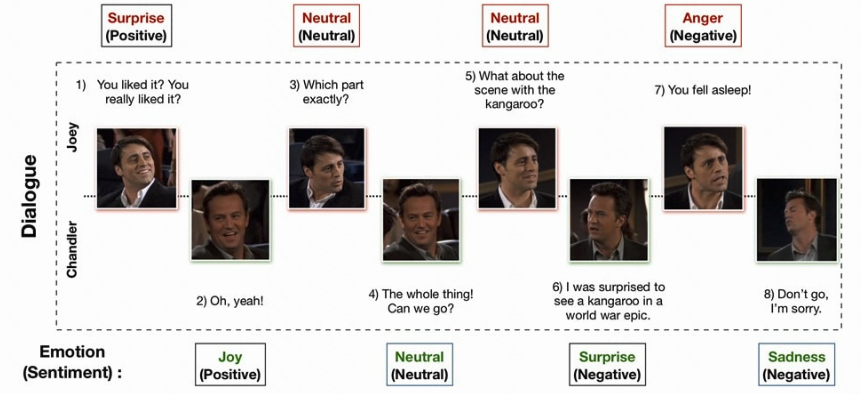 Surprise
(Positive)
Neutral
(Neutral)
Neutral
(Neutral)
Anger
(Negative)
Dialogue
Joey
Chandler
1) You liked it? You
really liked it?
2) Oh, yeah!
3) Which part
exactly?
4) The whole thing!
Can we go?
5) What about the
scene with the
kangaroo?
6) I was surprised to
see a kangaroo in a
world war epic.
7) You fell asleep!
8) Don't go,
I'm sorry.
Emotion
(Sentiment) :
Joy
(Positive)
Neutral
(Neutral)
Surprise
(Negative)
Sadness
(Negative)